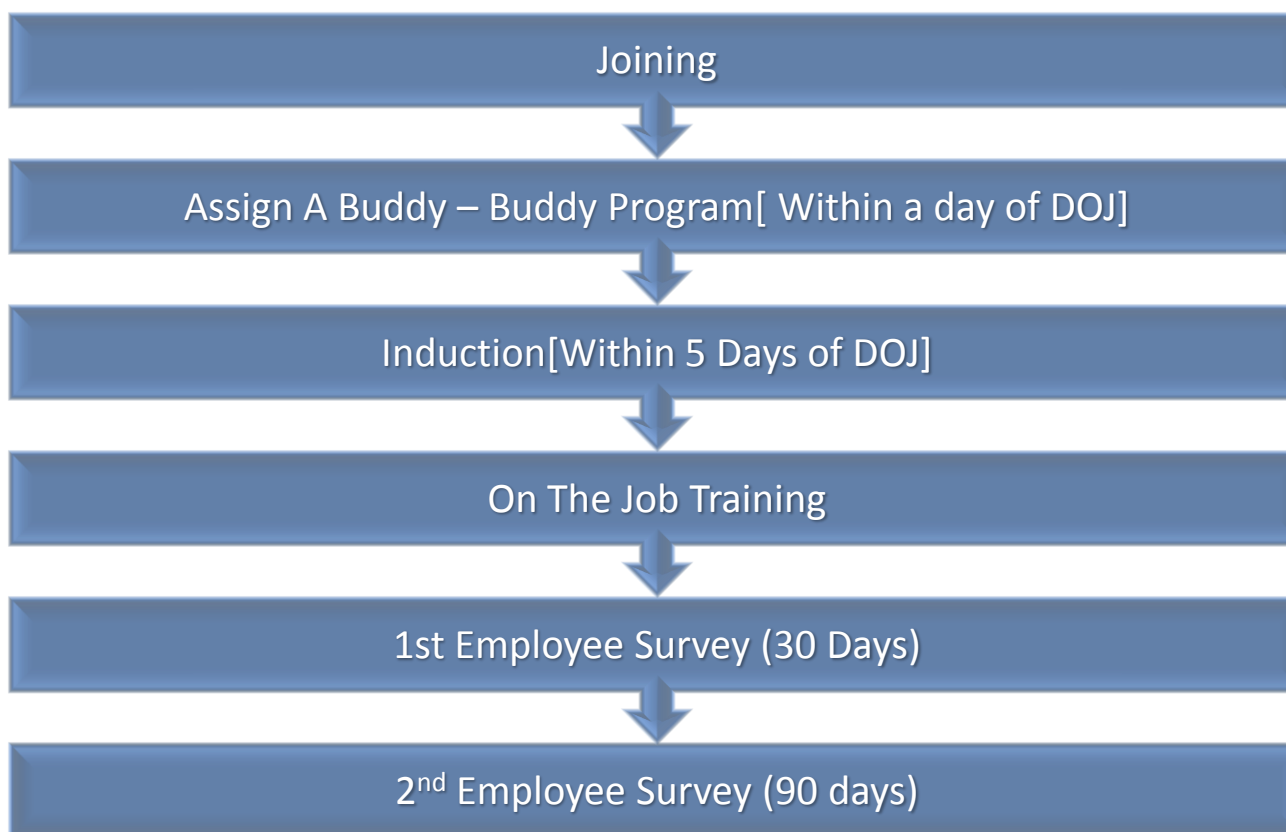 Joining
Assign A Buddy – Buddy Program[ Within a day of DOJ]
Induction[Within 5 Days of DOJ]
On The Job Training
1st Employee Survey (30 Days)
2nd Employee Survey (90 days)